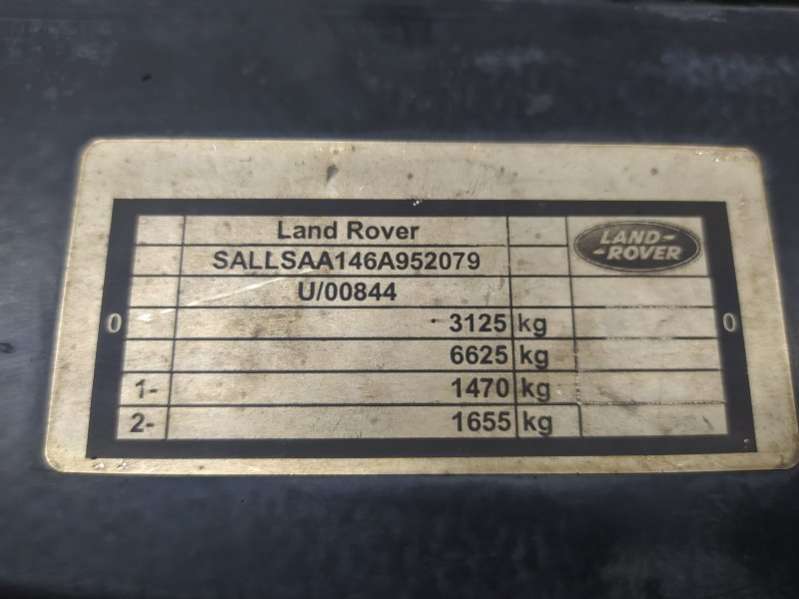 Land Rover
LAND-
-ROVER
SALLSAA146A952079
U/00844
0 3125 kg 0
6625 kg
1- 1470 kg
2- 1655 kg